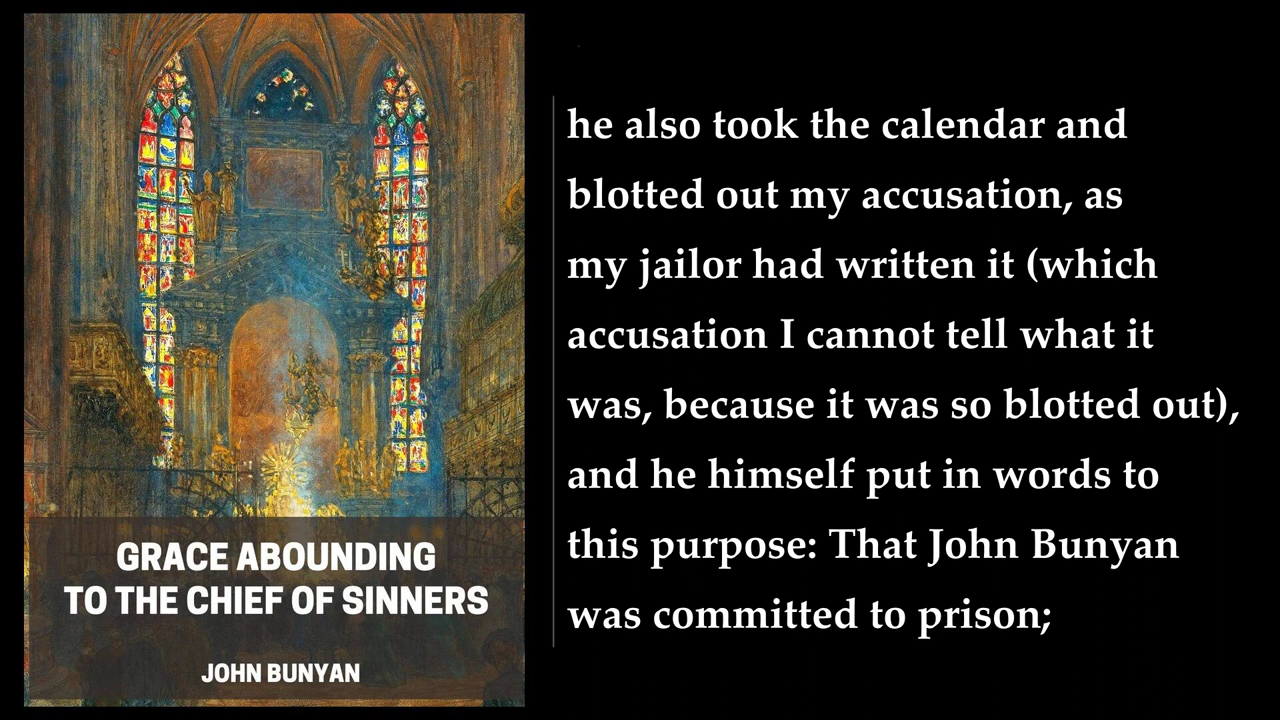 GRACE ABOUNDING
TO THE CHIEF OF SINNERS
JOHN BUNYAN
he also took the calendar and
blotted out my accusation, as
my jailor had written it (which
accusation I cannot tell what it
was, because it was so blotted out),
and he himself put in words to
this purpose: That John Bunyan
was committed to prison;